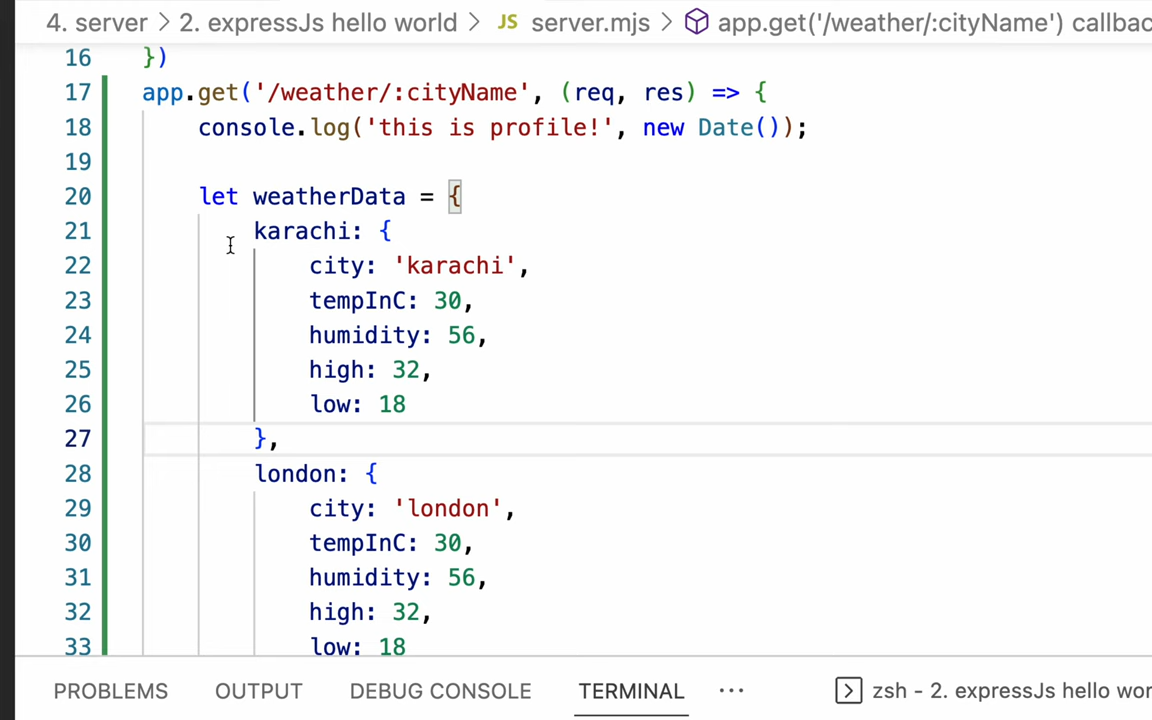 4. server > 2. expressJs hello world > JS server.mjs > app.get('/weather/:cityName') callbac
16 })
17 app.get('/weather/:cityName', (req, res) => {
18 console.log('this is profile!', new Date());
19
20 let weatherData = {
21 karachi: {
22 city: 'karachi',
23 tempInC: 30,
24 humidity: 56,
25 high: 32,
26 low: 18
27 },
28 london: {
29 city: 'london',
30 tempInC: 30,
31 humidity: 56,
32 high: 32,
33 low: 18
PROBLEMS OUTPUT DEBUG CONSOLE TERMINAL ··· zsh - 2. expressJs hello wor